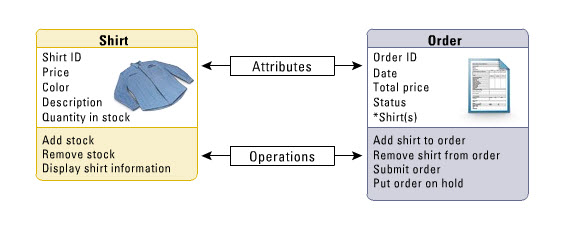 Shirt
Shirt ID
Price
Color
Description
Quantity in stock
Add stock
Remove stock
Display shirt information
Attributes
Operations
Order
Order ID
Date
Total price
Status
*Shirt(s)
Add shirt to order
Remove shirt from order
Submit order
Put order on hold